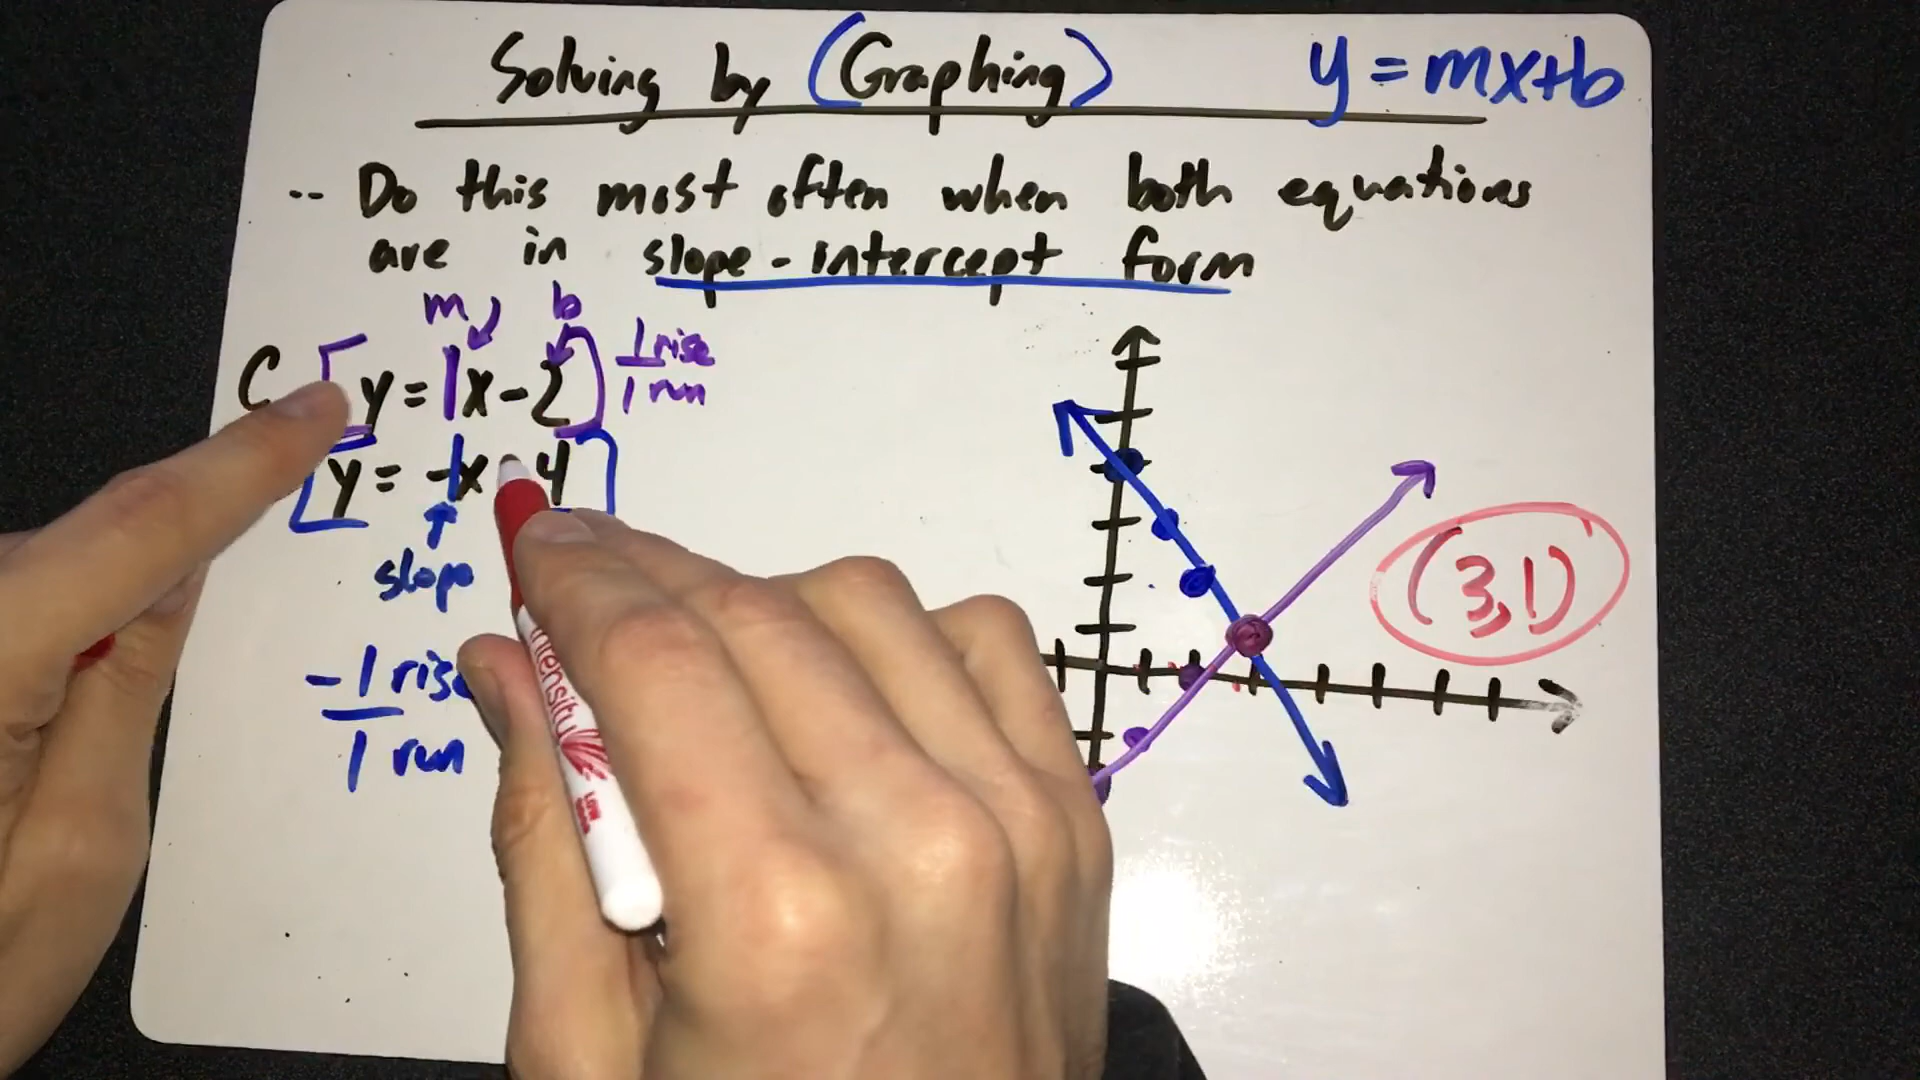 Solving by (Graphing)
y = mx+b
-- Do this most often when both equations
are in slope-intercept form
m b
y = 1x - 2
1 rise
1 run
y = -1x 4
slope
-1 rise
1 run
(3,1)
intensity